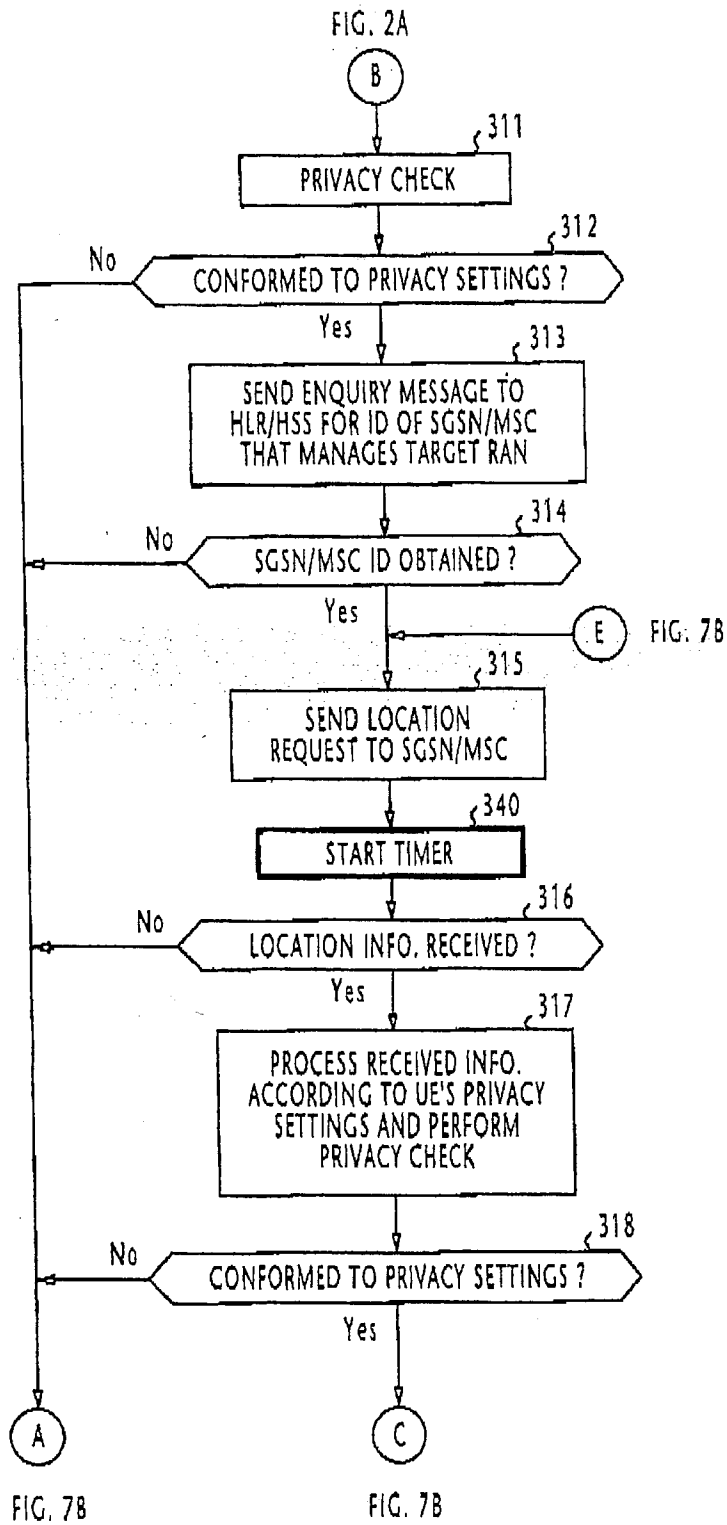 FIG. 2A
B
311
PRIVACY CHECK
312
No
CONFORMED TO PRIVACY SETTINGS ?
Yes
313
SEND ENQUIRY MESSAGE TO
HLR/HSS FOR ID OF SGSN/MSC
THAT MANAGES TARGET RAN
314
No
SGSN/MSC ID OBTAINED ?
Yes
E
FIG. 7B
315
SEND LOCATION
REQUEST TO SGSN/MSC
340
START TIMER
316
No
LOCATION INFO. RECEIVED ?
Yes
317
PROCESS RECEIVED INFO.
ACCORDING TO UE'S PRIVACY
SETTINGS AND PERFORM
PRIVACY CHECK
318
No
CONFORMED TO PRIVACY SETTINGS ?
Yes
A
C
FIG. 7B
FIG. 7B